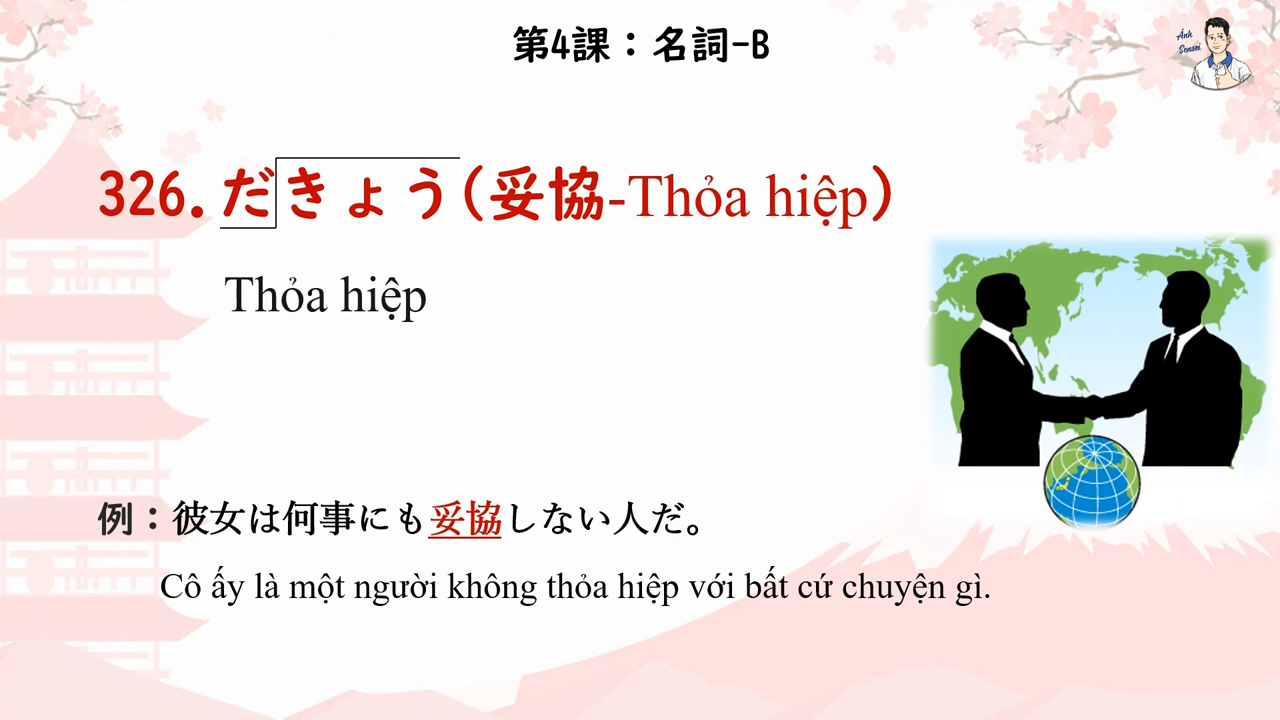 第4課：名詞-B
Anh
Sensei
326.だきょう(妥協-Thỏa hiệp)
Thỏa hiệp
例：彼女は何事にも妥協しない人だ。
Cô ấy là một người không thỏa hiệp với bất cứ chuyện gì.